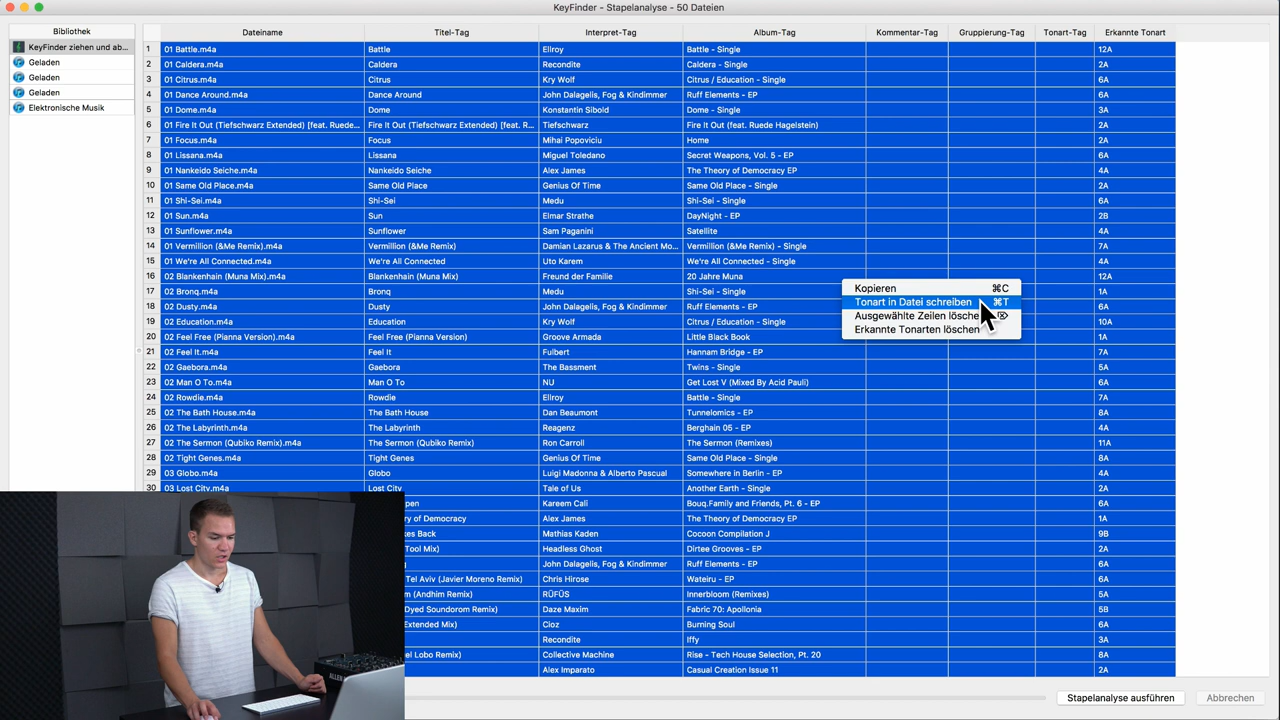 KeyFinder - Stapelanalyse - 50 Dateien
Bibliothek
KeyFinder ziehen und ab...
Geladen
Geladen
Geladen
Elektronische Musik
Dateiname Titel-Tag Interpret-Tag Album-Tag Kommentar-Tag Gruppierung-Tag Tonart-Tag Erkannte Tonart
1 01 Battle.m4a Battle Ellroy Battle - Single 12A
2 01 Caldera.m4a Caldera Recondite Caldera - Single 2A
3 01 Citrus.m4a Citrus Kry Wolf Citrus / Education - Single 6A
4 01 Dance Around.m4a Dance Around John Dalagelis, Fog & Kindimmer Ruff Elements - EP 6A
5 01 Dome.m4a Dome Konstantin Sibold Dome - Single 3A
6 01 Fire It Out (Tiefschwarz Extended) [feat. Ruede... Fire It Out (Tiefschwarz Extended) [feat. R... Tiefschwarz Fire It Out (feat. Ruede Hagelstein) 2A
7 01 Focus.m4a Focus Mihai Popoviciu Home 2A
8 01 Lissana.m4a Lissana Miguel Toledano Secret Weapons, Vol. 5 - EP 6A
9 01 Nankeido Seiche.m4a Nankeido Seiche Alex James The Theory of Democracy EP 4A
10 01 Same Old Place.m4a Same Old Place Genius Of Time Same Old Place - Single 2A
11 01 Shi-Sei.m4a Shi-Sei Medu Shi-Sei - Single 6A
12 01 Sun.m4a Sun Elmar Strathe DayNight - EP 2B
13 01 Sunflower.m4a Sunflower Sam Paganini Satellite 4A
14 01 Vermillion (&Me Remix).m4a Vermillion (&Me Remix) Damian Lazarus & The Ancient Mo... Vermillion (&Me Remix) - Single 7A
15 01 We're All Connected.m4a We're All Connected Uto Karem We're All Connected - Single 4A
16 02 Blankenhain (Muna Mix).m4a Blankenhain (Muna Mix) Freund der Familie 20 Jahre Muna 12A
17 02 Bronq.m4a Bronq Medu Shi-Sei - Single 1A
18 02 Dusty.m4a Dusty John Dalagelis, Fog & Kindimmer Ruff Elements - EP 6A
19 02 Education.m4a Education Kry Wolf Citrus / Education - Single 10A
20 02 Feel Free (Pianna Version).m4a Feel Free (Pianna Version) Groove Armada Little Black Book 1A
21 02 Feel It.m4a Feel It Fulbert Hannam Bridge - EP 7A
22 02 Gaebora.m4a Gaebora The Bassment Twins - Single 5A
23 02 Man O To.m4a Man O To NU Get Lost V (Mixed By Acid Pauli) 6A
24 02 Rowdie.m4a Rowdie Ellroy Battle - Single 7A
25 02 The Bath House.m4a The Bath House Dan Beaumont Tunnelomics - EP 8A
26 02 The Labyrinth.m4a The Labyrinth Reagenz Berghain 05 - EP 4A
27 02 The Sermon (Qubiko Remix).m4a The Sermon (Qubiko Remix) Ron Carroll The Sermon (Remixes) 11A
28 02 Tight Genes.m4a Tight Genes Genius Of Time Same Old Place - Single 8A
29 03 Globo.m4a Globo Luigi Madonna & Alberto Pascual Somewhere in Berlin - EP 4A
30 03 Lost City.m4a Lost City Tale of Us Another Earth - Single 2A
pen Kareem Cali Bouq.Family and Friends, Pt. 6 - EP 6A
ry of Democracy Alex James The Theory of Democracy EP 1A
kes Back Mathias Kaden Cocoon Compilation J 9B
Tool Mix) Headless Ghost Dirtee Grooves - EP 2A
John Dalagelis, Fog & Kindimmer Ruff Elements - EP 6A
Tel Aviv (Javier Moreno Remix) Chris Hirose Wateiru - EP 6A
m (Andhim Remix) RÜFÜS Innerbloom (Remixes) 5A
Dyed Soundorom Remix) Daze Maxim Fabric 70: Apollonia 5B
Extended Mix) Cioz Burning Soul 6A
Recondite Iffy 3A
el Lobo Remix) Collective Machine Rise - Tech House Selection, Pt. 20 8A
Alex Imparato Casual Creation Issue 11 2A
Kopieren ⌘C
Tonart in Datei schreiben ⌘T
Ausgewählte Zeilen lösche
Erkannte Tonarten löschen
Stapelanalyse ausführen Abbrechen